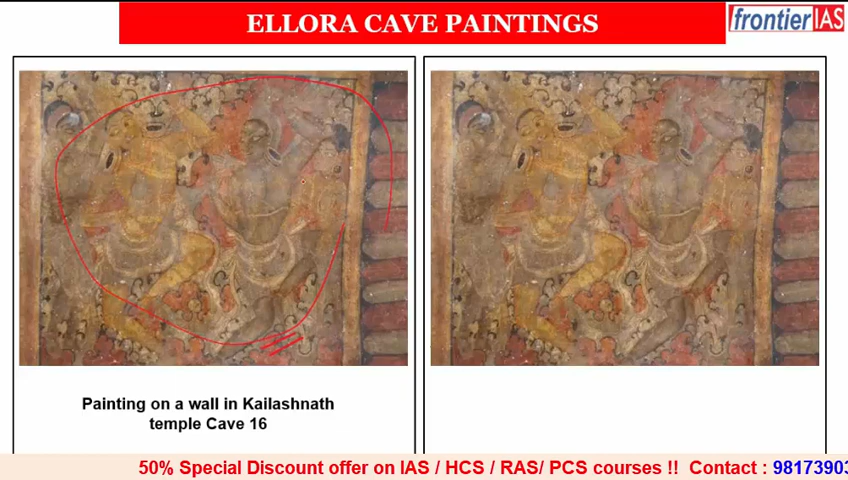 ELLORA CAVE PAINTINGS
frontierIAS
Painting on a wall in Kailashnath
temple Cave 16
50% Special Discount offer on IAS / HCS / RAS/ PCS courses !! Contact : 98173903